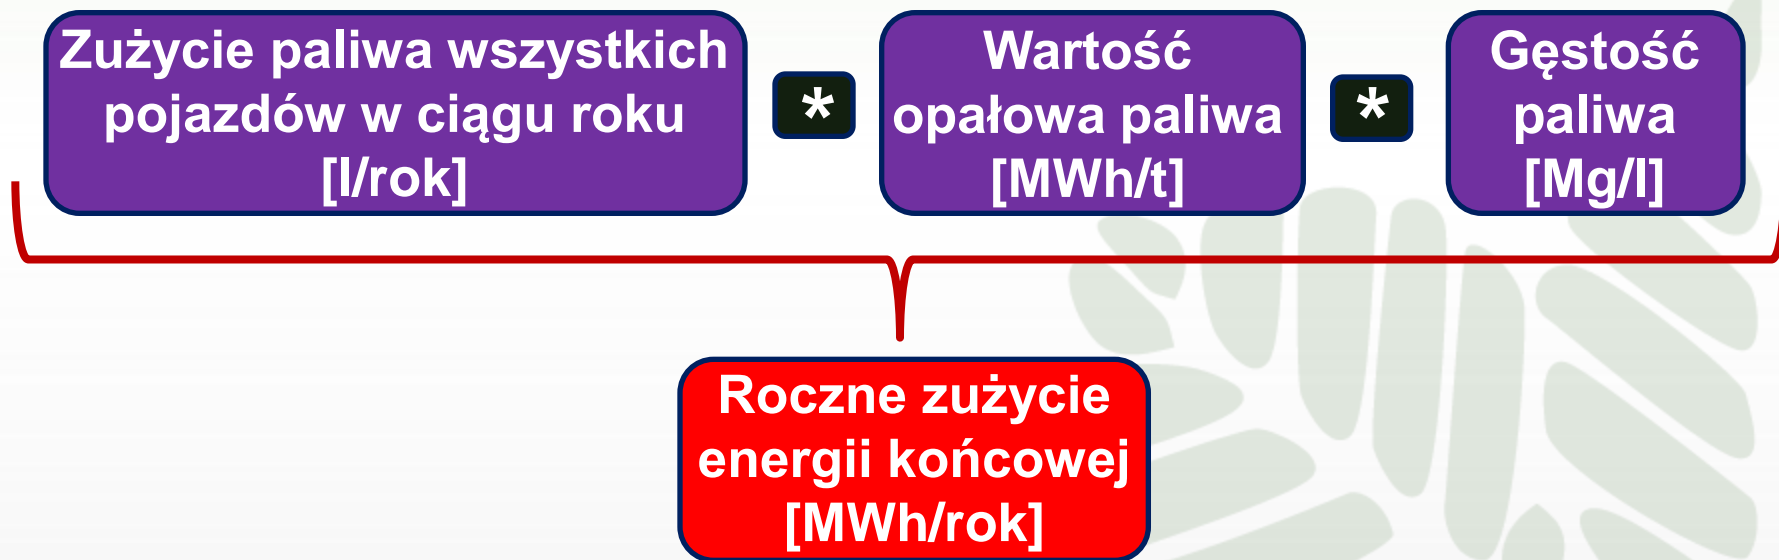 Zużycie paliwa wszystkich
pojazdów w ciągu roku
[l/rok]
*
Wartość
opałowa paliwa
[MWh/t]
*
Gęstość
paliwa
[Mg/l]
Roczne zużycie
energii końcowej
[MWh/rok]